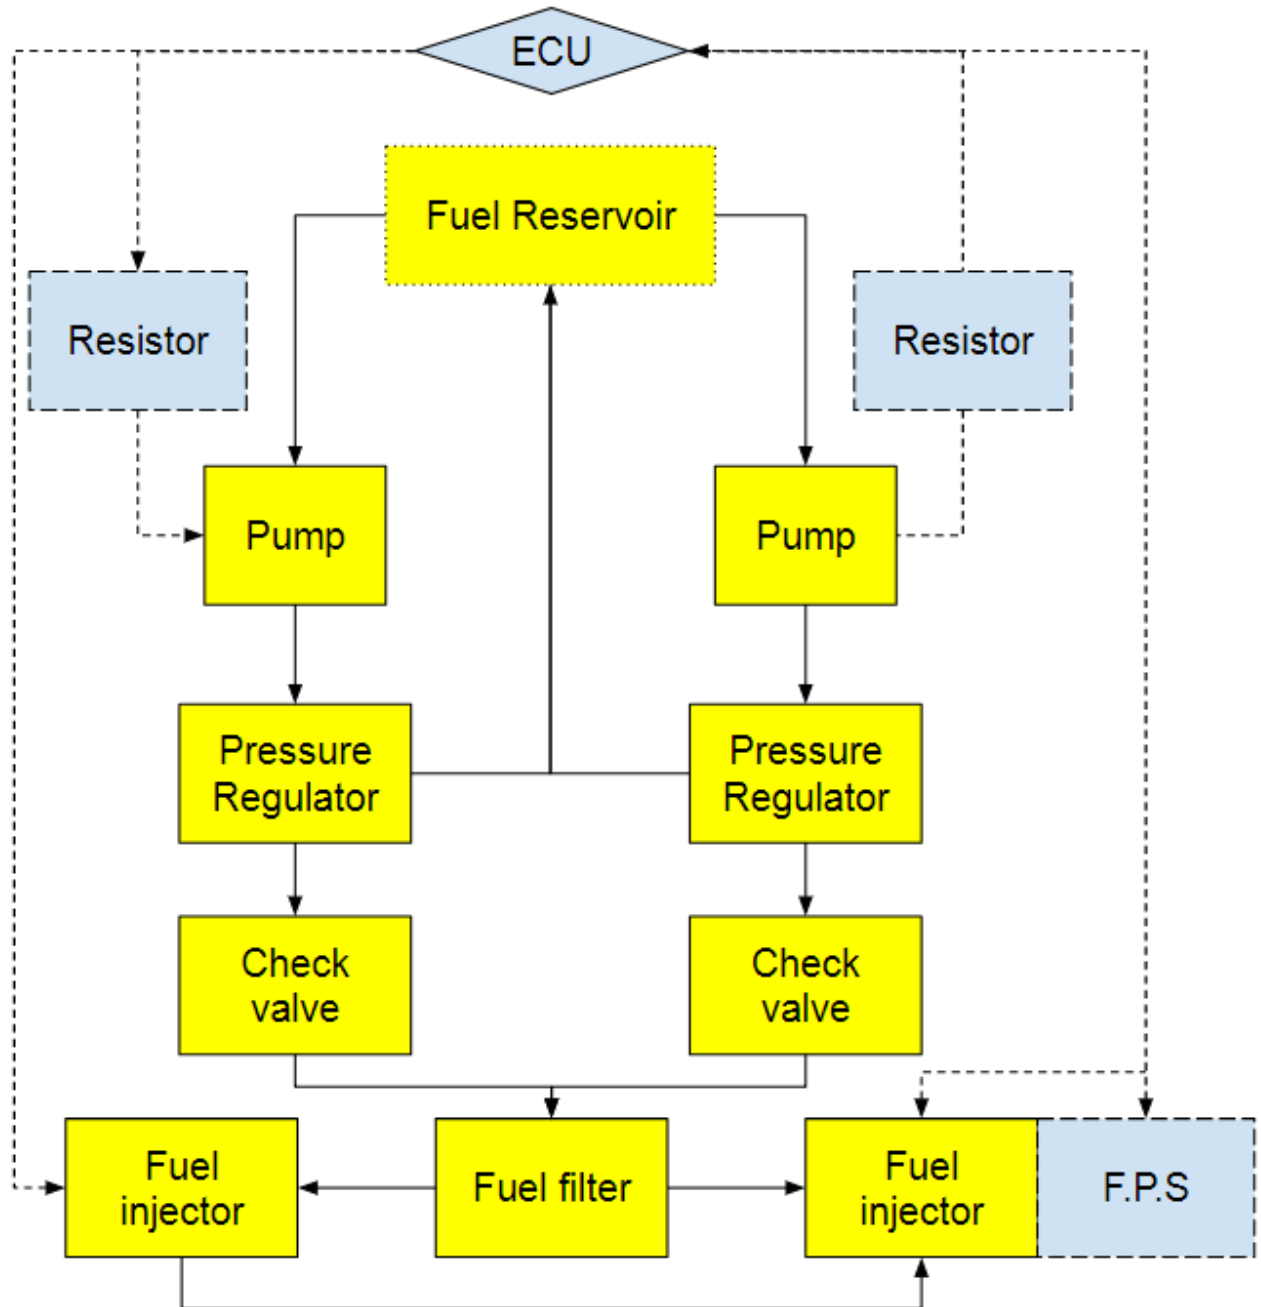 ECU
Fuel Reservoir
Resistor
Resistor
Pump
Pump
Pressure
Regulator
Pressure
Regulator
Check
valve
Check
valve
Fuel
injector
Fuel filter
Fuel
injector
F.P.S